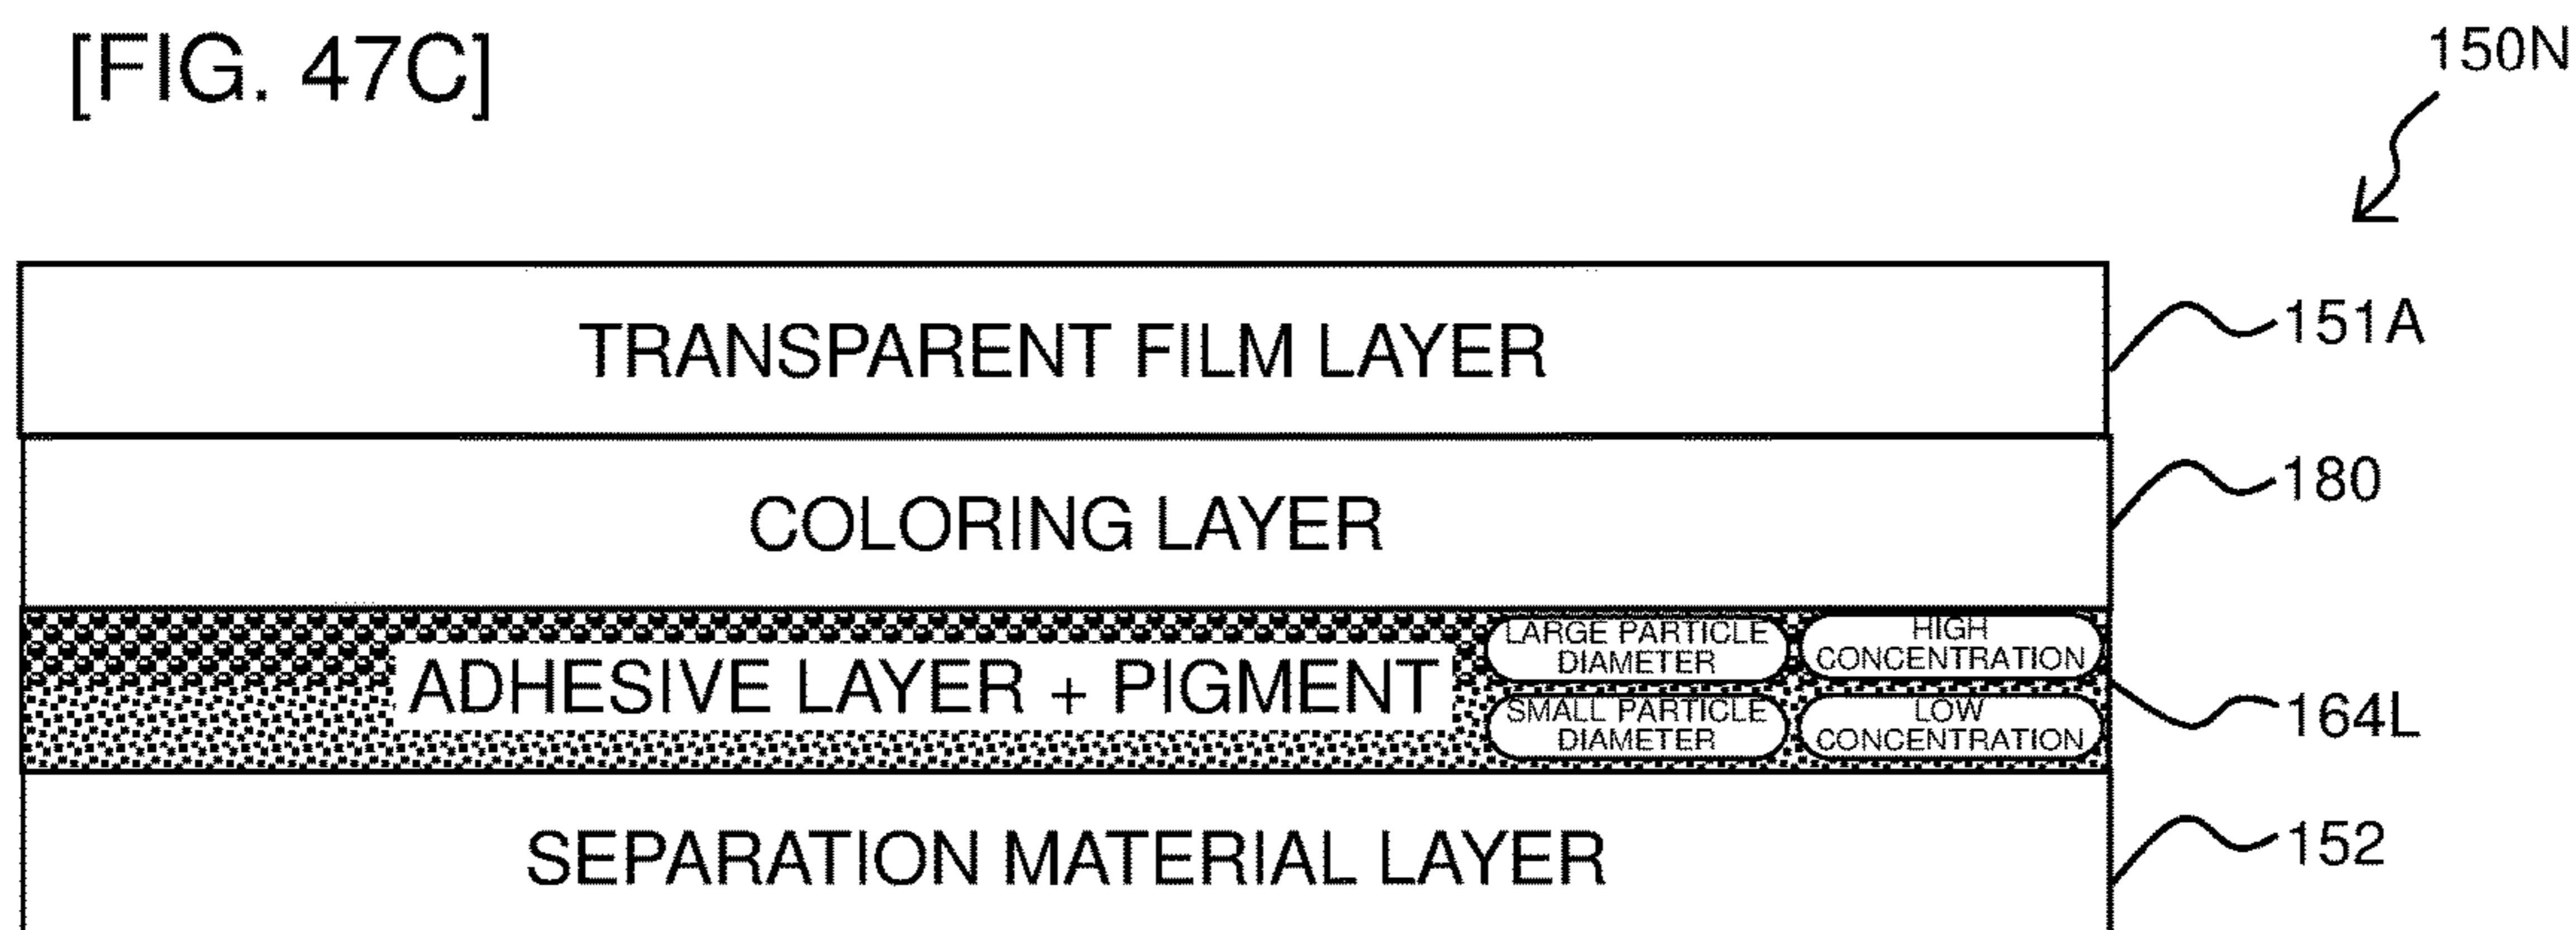 [FIG. 47C]
150N
TRANSPARENT FILM LAYER
151A
COLORING LAYER
180
ADHESIVE LAYER + PIGMENT
LARGE PARTICLE
DIAMETER
HIGH
CONCENTRATION
SMALL PARTICLE
DIAMETER
LOW
CONCENTRATION
164L
SEPARATION MATERIAL LAYER
152